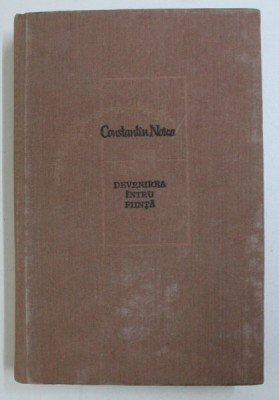 Constantin Noica
DEVENIREA
ÎNTRU
FIINȚĂ